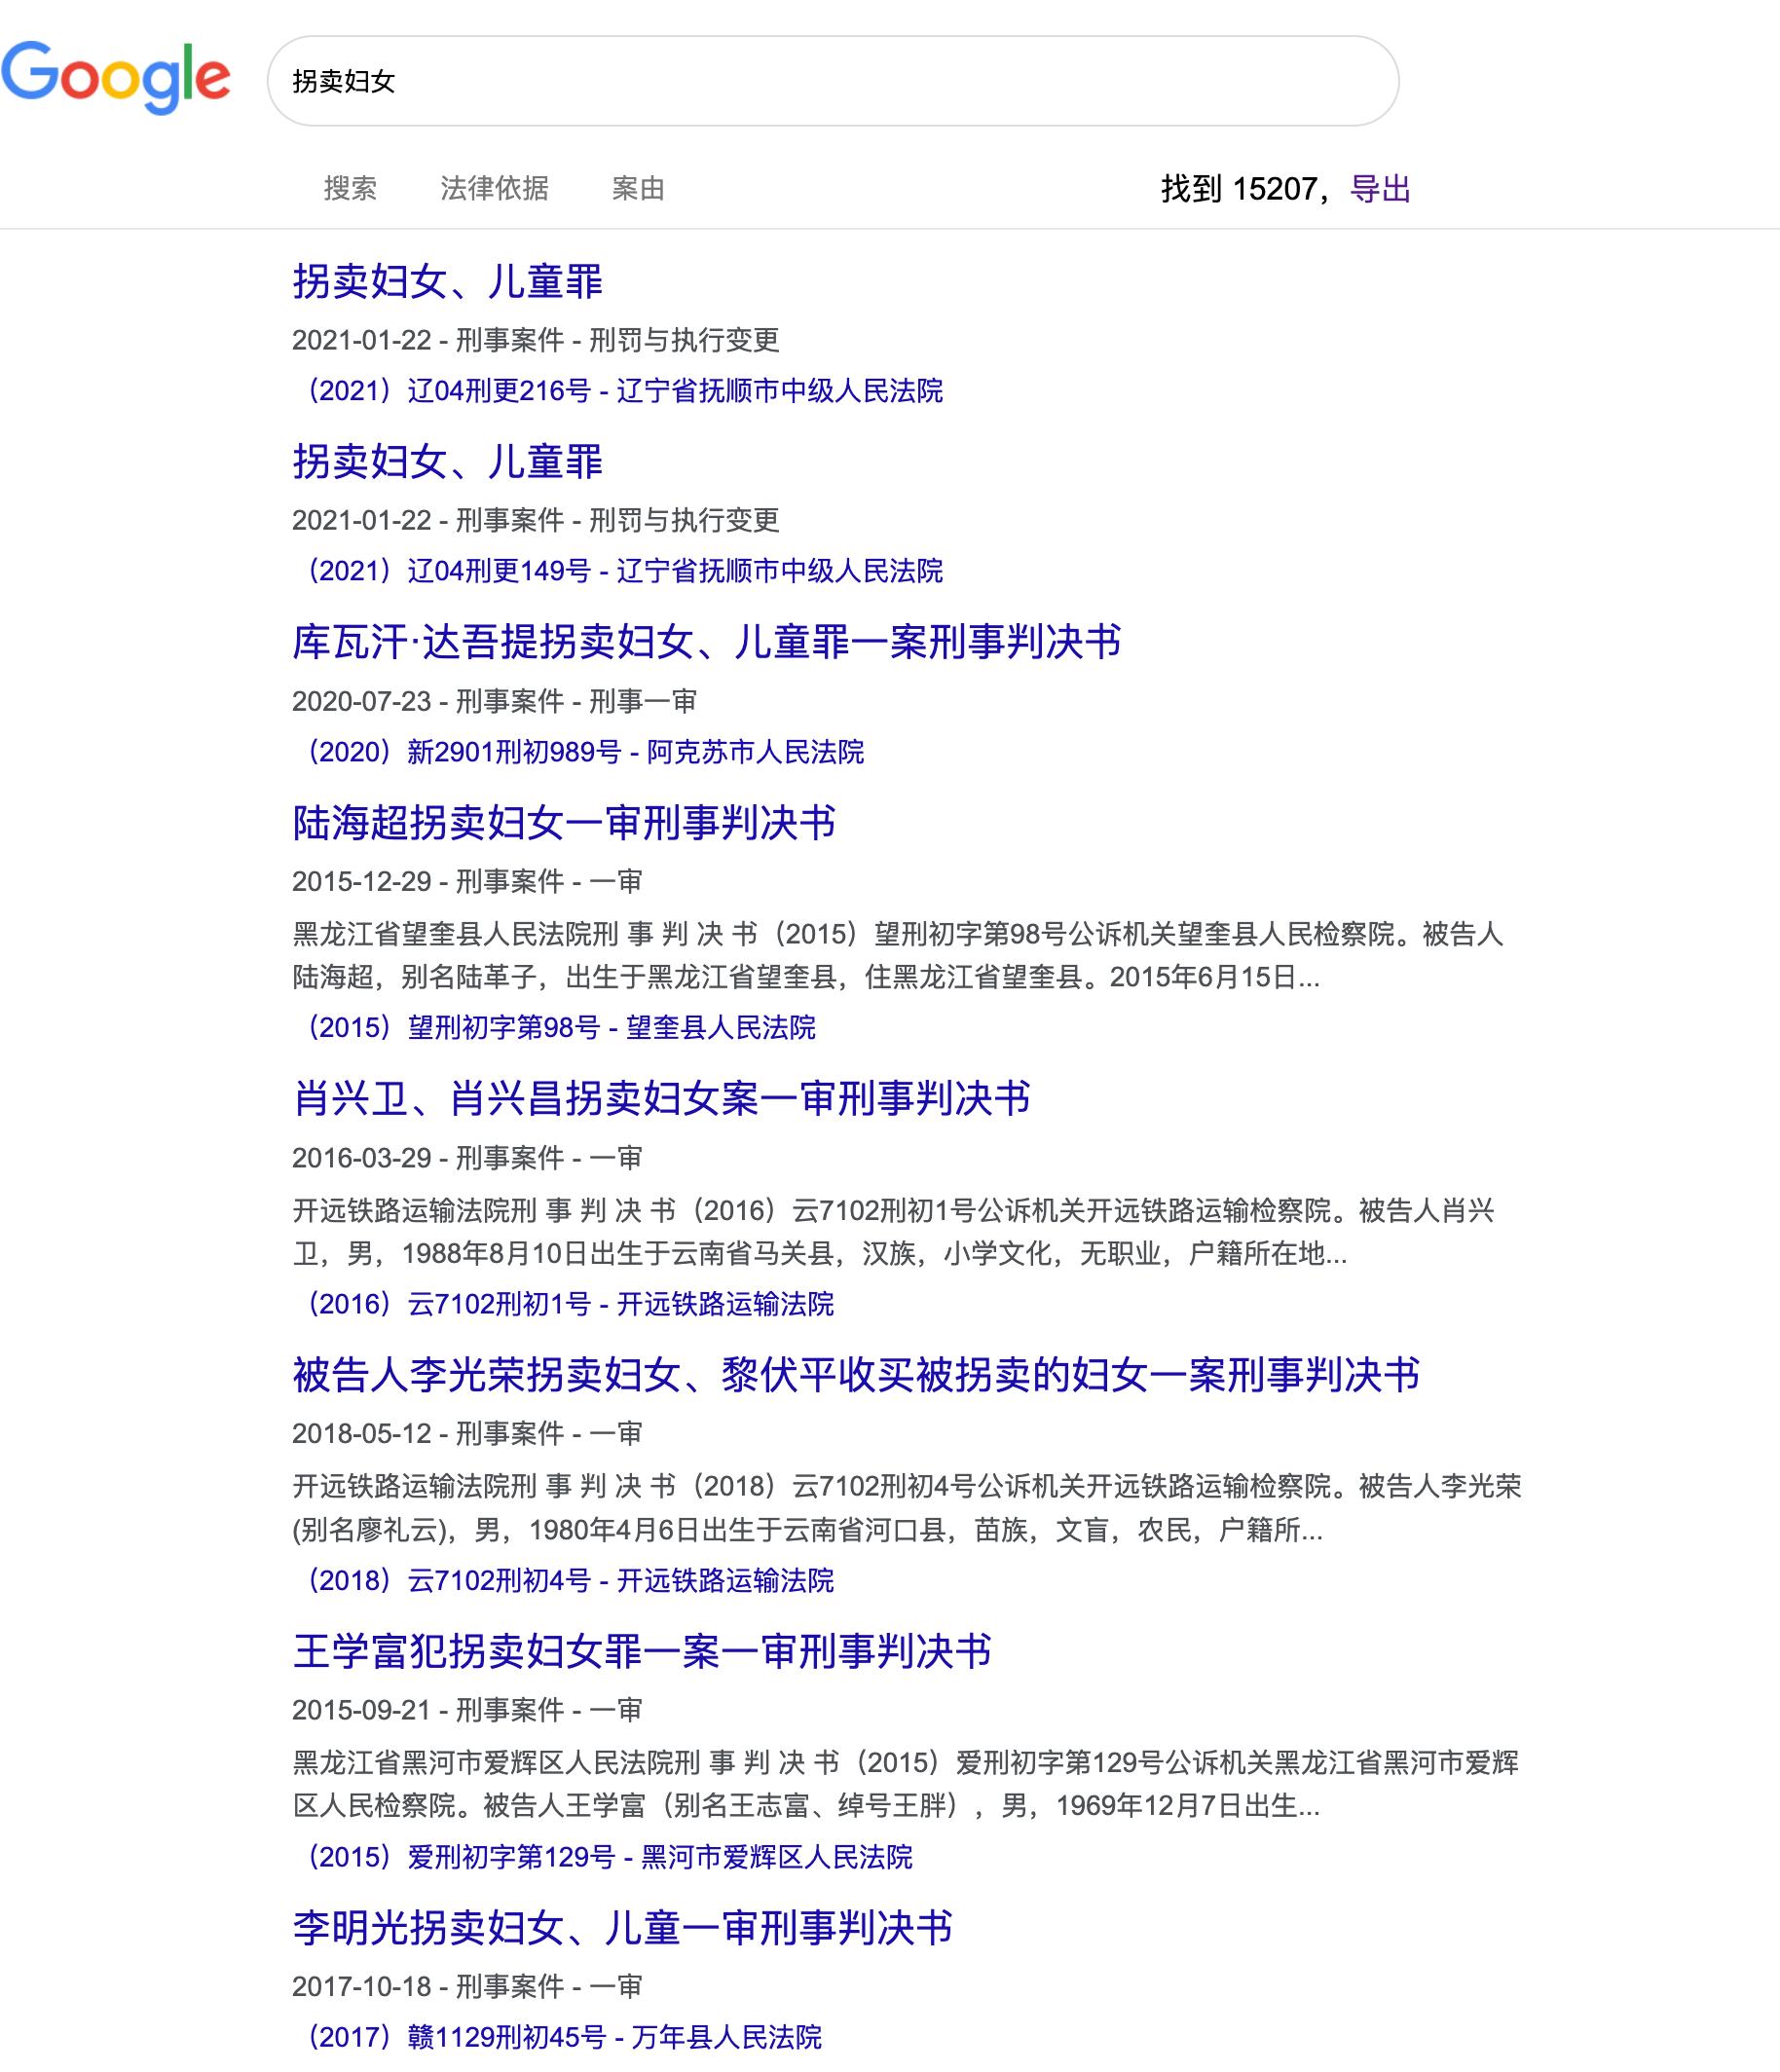 Google
拐卖妇女
搜索 法律依据 案由 找到 15207，导出
拐卖妇女、儿童罪
2021-01-22 - 刑事案件 - 刑罚与执行变更
（2021）辽04刑更216号 - 辽宁省抚顺市中级人民法院
拐卖妇女、儿童罪
2021-01-22 - 刑事案件 - 刑罚与执行变更
（2021）辽04刑更149号 - 辽宁省抚顺市中级人民法院
库瓦汗·达吾提拐卖妇女、儿童罪一案刑事判决书
2020-07-23 - 刑事案件 - 刑事一审
（2020）新2901刑初989号 - 阿克苏市人民法院
陆海超拐卖妇女一审刑事判决书
2015-12-29 - 刑事案件 - 一审
黑龙江省望奎县人民法院刑 事 判 决 书（2015）望刑初字第98号公诉机关望奎县人民检察院。被告人
陆海超，别名陆革子，出生于黑龙江省望奎县，住黑龙江省望奎县。2015年6月15日...
（2015）望刑初字第98号 - 望奎县人民法院
肖兴卫、肖兴昌拐卖妇女案一审刑事判决书
2016-03-29 - 刑事案件 - 一审
开远铁路运输法院刑 事 判 决 书（2016）云7102刑初1号公诉机关开远铁路运输检察院。被告人肖兴
卫，男，1988年8月10日出生于云南省马关县，汉族，小学文化，无职业，户籍所在地...
（2016）云7102刑初1号 - 开远铁路运输法院
被告人李光荣拐卖妇女、黎伏平收买被拐卖的妇女一案刑事判决书
2018-05-12 - 刑事案件 - 一审
开远铁路运输法院刑 事 判 决 书（2018）云7102刑初4号公诉机关开远铁路运输检察院。被告人李光荣
(别名廖礼云)，男，1980年4月6日出生于云南省河口县，苗族，文盲，农民，户籍所...
（2018）云7102刑初4号 - 开远铁路运输法院
王学富犯拐卖妇女罪一案一审刑事判决书
2015-09-21 - 刑事案件 - 一审
黑龙江省黑河市爱辉区人民法院刑 事 判 决 书（2015）爱刑初字第129号公诉机关黑龙江省黑河市爱辉
区人民检察院。被告人王学富（别名王志富、绰号王胖），男，1969年12月7日出生...
（2015）爱刑初字第129号 - 黑河市爱辉区人民法院
李明光拐卖妇女、儿童一审刑事判决书
2017-10-18 - 刑事案件 - 一审
（2017）赣1129刑初45号 - 万年县人民法院